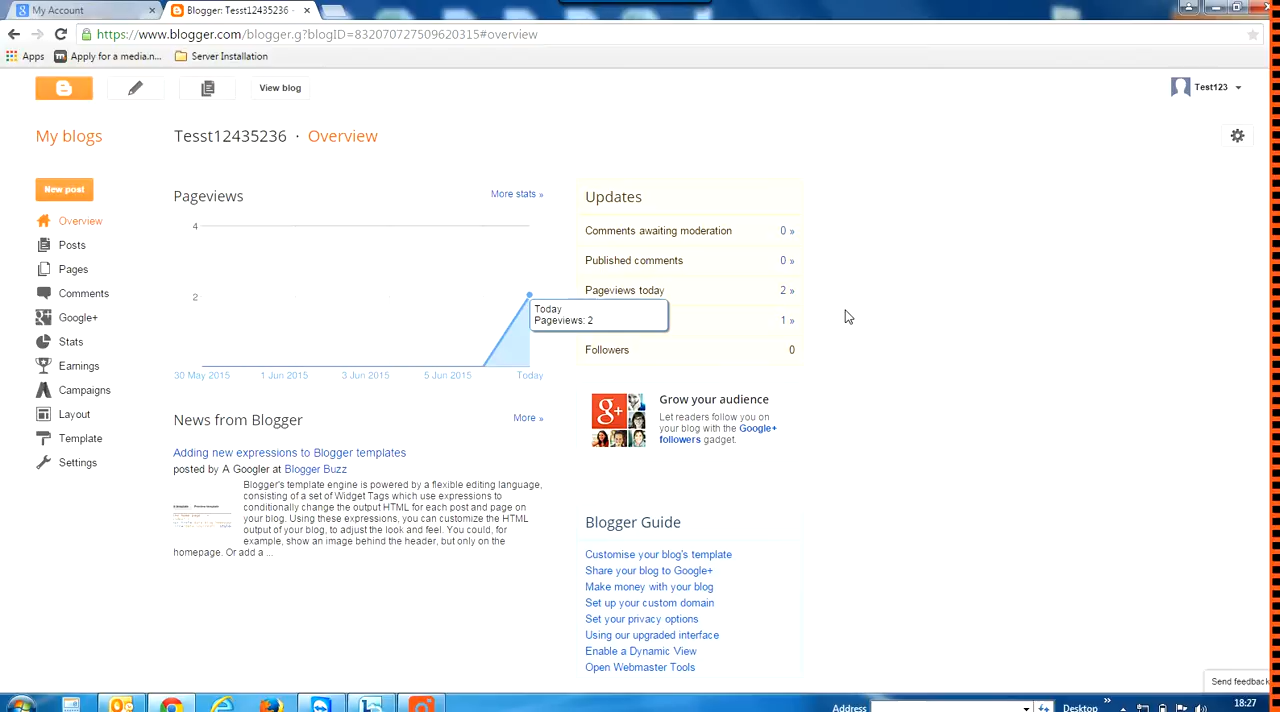 My Account
Blogger: Tesst12435236 -
https://www.blogger.com/blogger.g?blogID=832070727509620315#overview
Apps
Apply for a media.n...
Server Installation
View blog
Test123
My blogs
Tesst12435236 · Overview
New post
Overview
Posts
Pages
Comments
Google+
Stats
Earnings
Campaigns
Layout
Template
Settings
Pageviews
More stats »
4
2
Today
Pageviews: 2
30 May 2015 1 Jun 2015 3 Jun 2015 5 Jun 2015 Today
News from Blogger
More »
Adding new expressions to Blogger templates
posted by A Googler at Blogger Buzz
Blogger's template engine is powered by a flexible editing language,
consisting of a set of Widget Tags which use expressions to
conditionally change the output HTML for each post and page on
your blog. Using these expressions, you can customize the HTML
output of your blog, to adjust the look and feel. You could, for
example, show an image behind the header, but only on the
homepage. Or add a ...
Updates
Comments awaiting moderation 0 »
Published comments 0 »
Pageviews today 2 »
1 »
Followers 0
g+
Grow your audience
Let readers follow you on
your blog with the Google+
followers gadget.
Blogger Guide
Customise your blog's template
Share your blog to Google+
Make money with your blog
Set up your custom domain
Set your privacy options
Using our upgraded interface
Enable a Dynamic View
Open Webmaster Tools
Send feedback
Address
Desktop
18:27